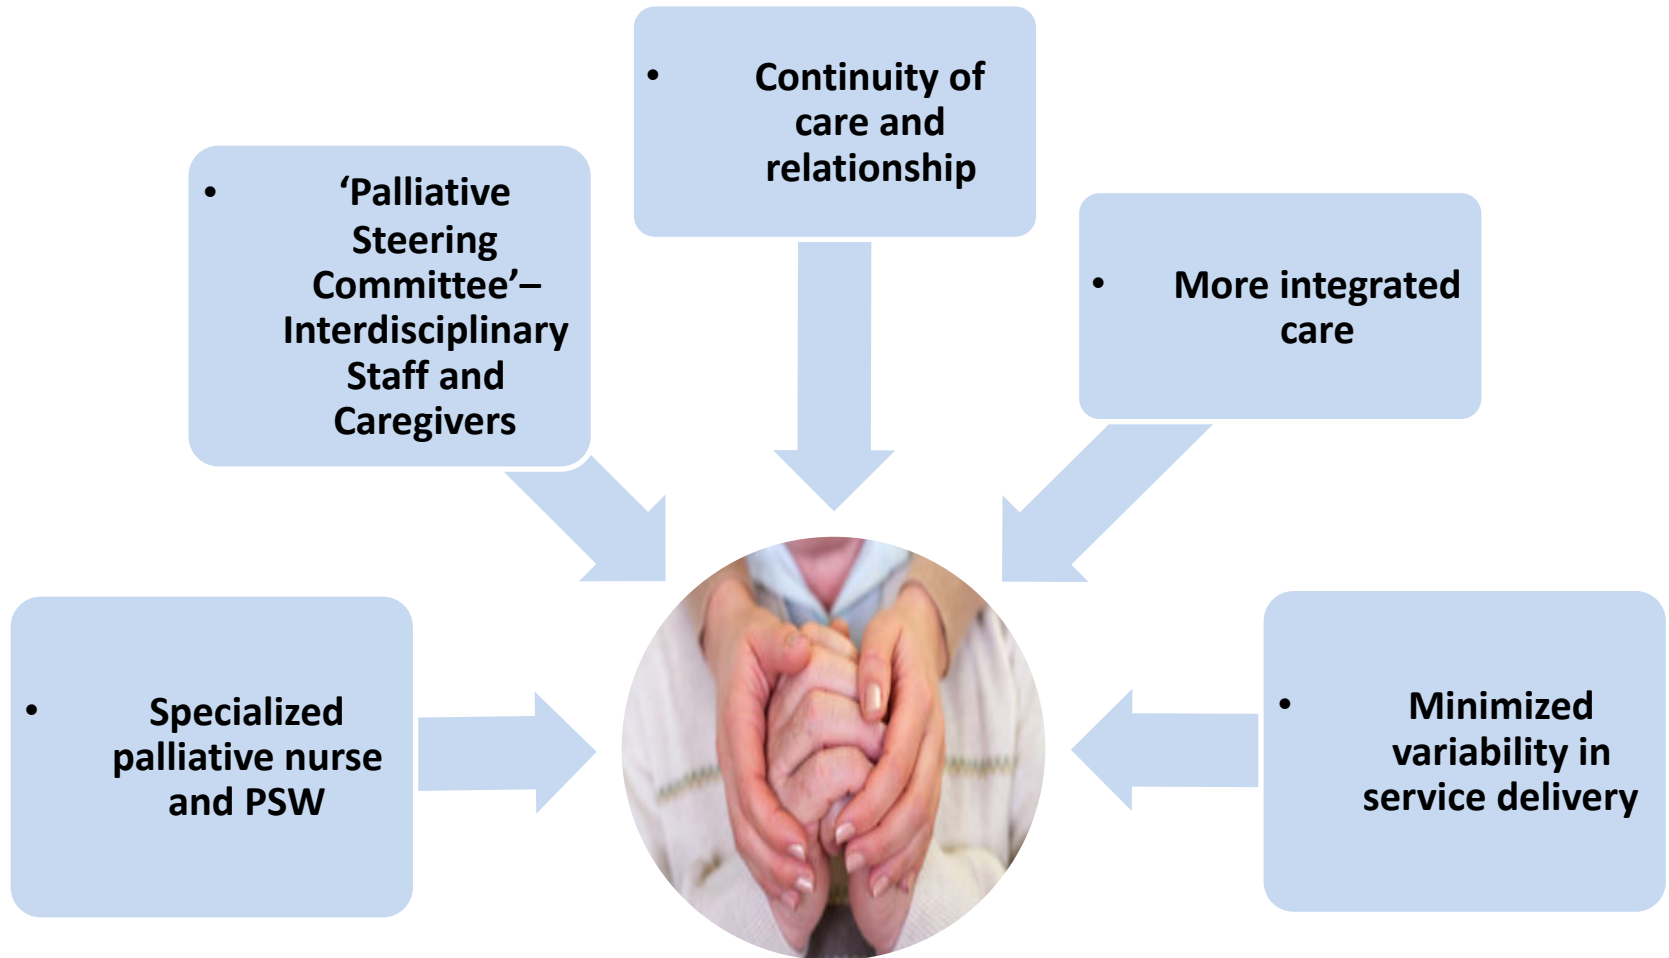 • Specialized
palliative nurse
and PSW
• ‘Palliative
Steering
Committee’–
Interdisciplinary
Staff and
Caregivers
• Continuity of
care and
relationship
• More integrated
care
• Minimized
variability in
service delivery